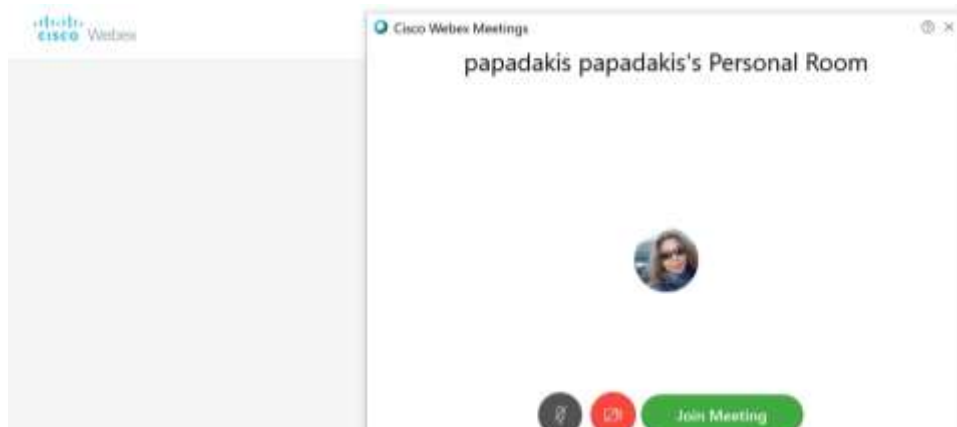 cisco Webex
Cisco Webex Meetings
papadakis papadakis's Personal Room
Join Meeting